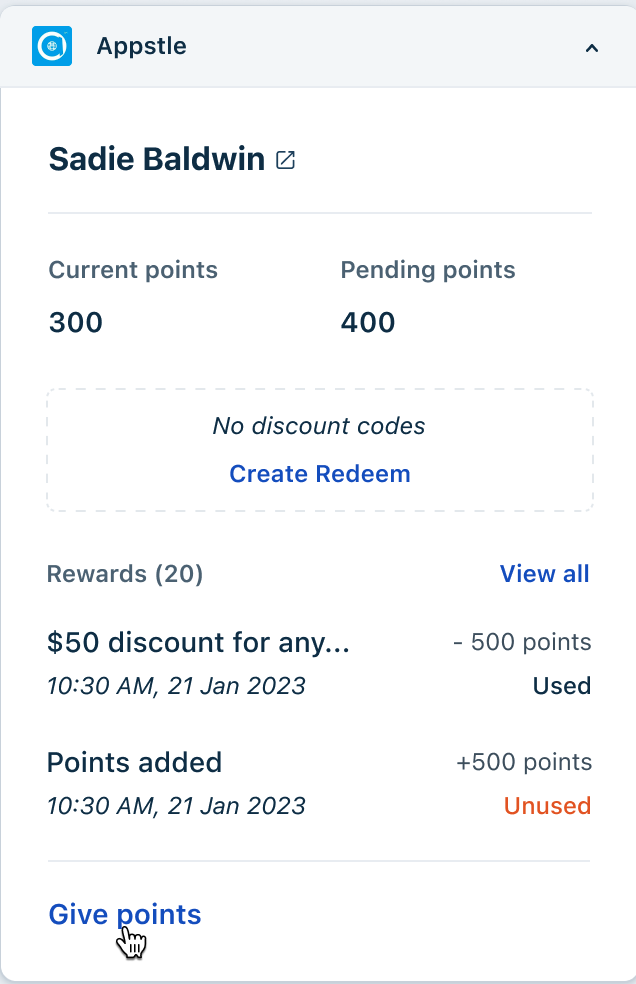 Appstle
Sadie Baldwin
Current points
Pending points
300
400
No discount codes
Create Redeem
Rewards (20)
View all
$50 discount for any...
- 500 points
10:30 AM, 21 Jan 2023
Used
Points added
+500 points
10:30 AM, 21 Jan 2023
Unused
Give points